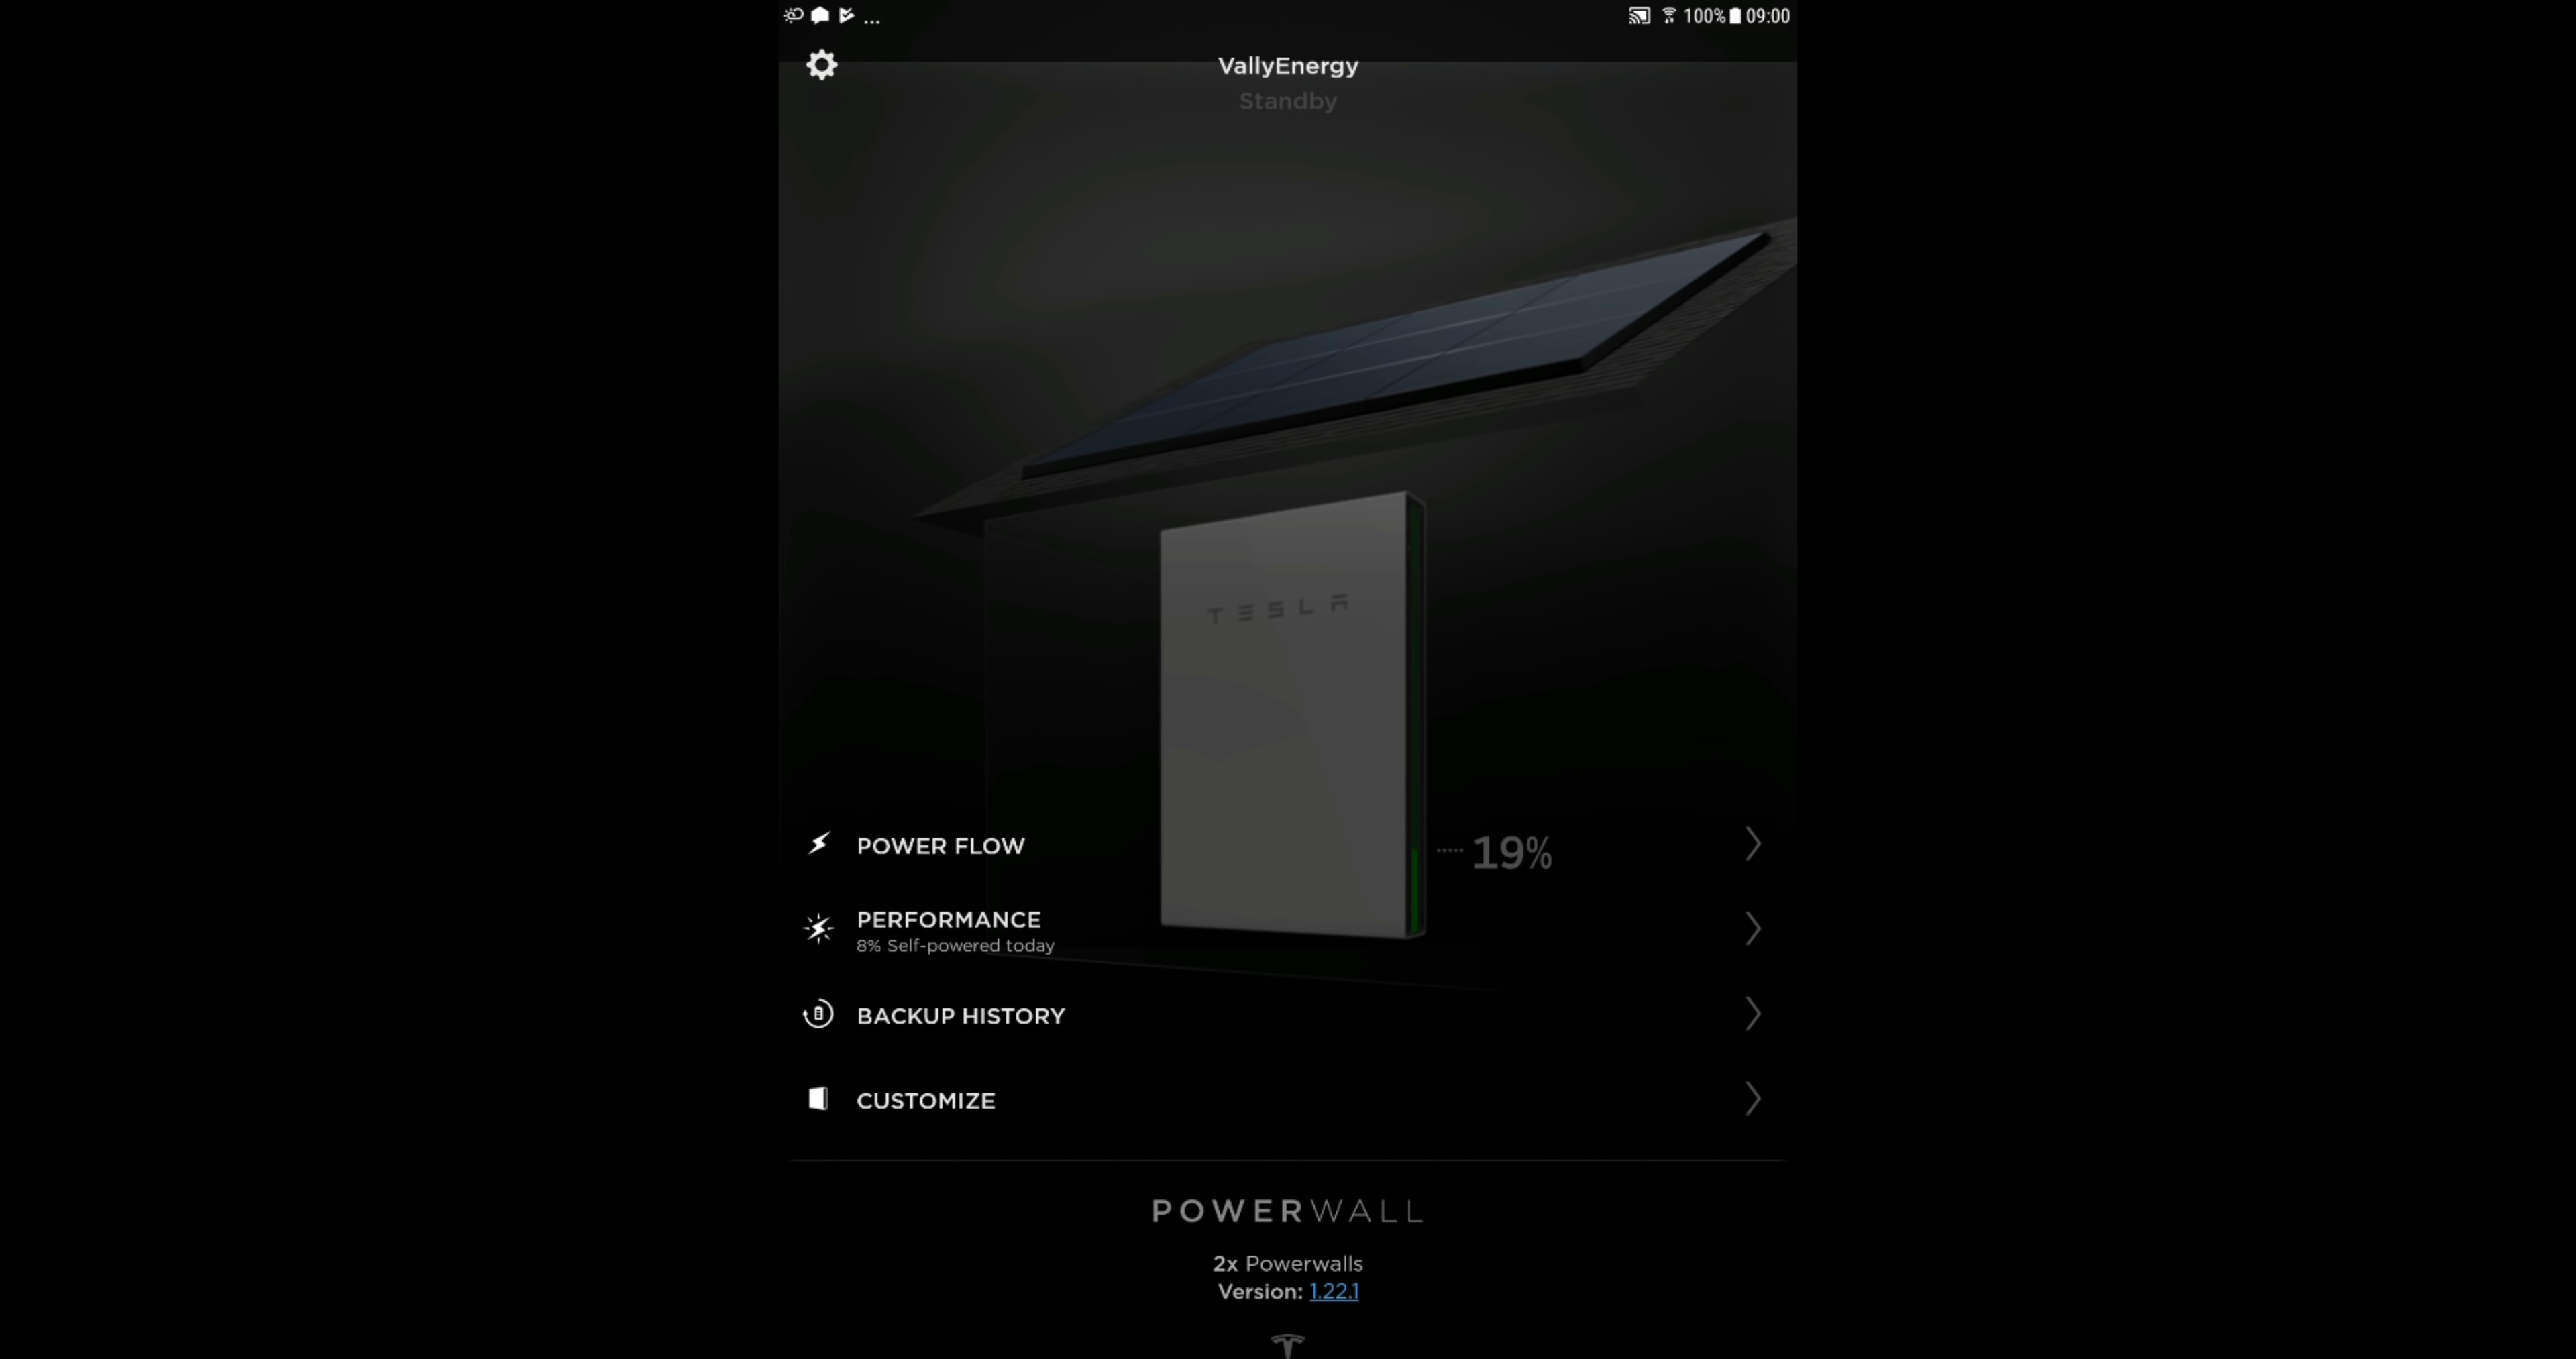 ... 100% 09:00
VallyEnergy
Standby
TESLA
POWER FLOW
19%
PERFORMANCE
8% Self-powered today
BACKUP HISTORY
CUSTOMIZE
POWERWALL
2x Powerwalls
Version: 1.22.1